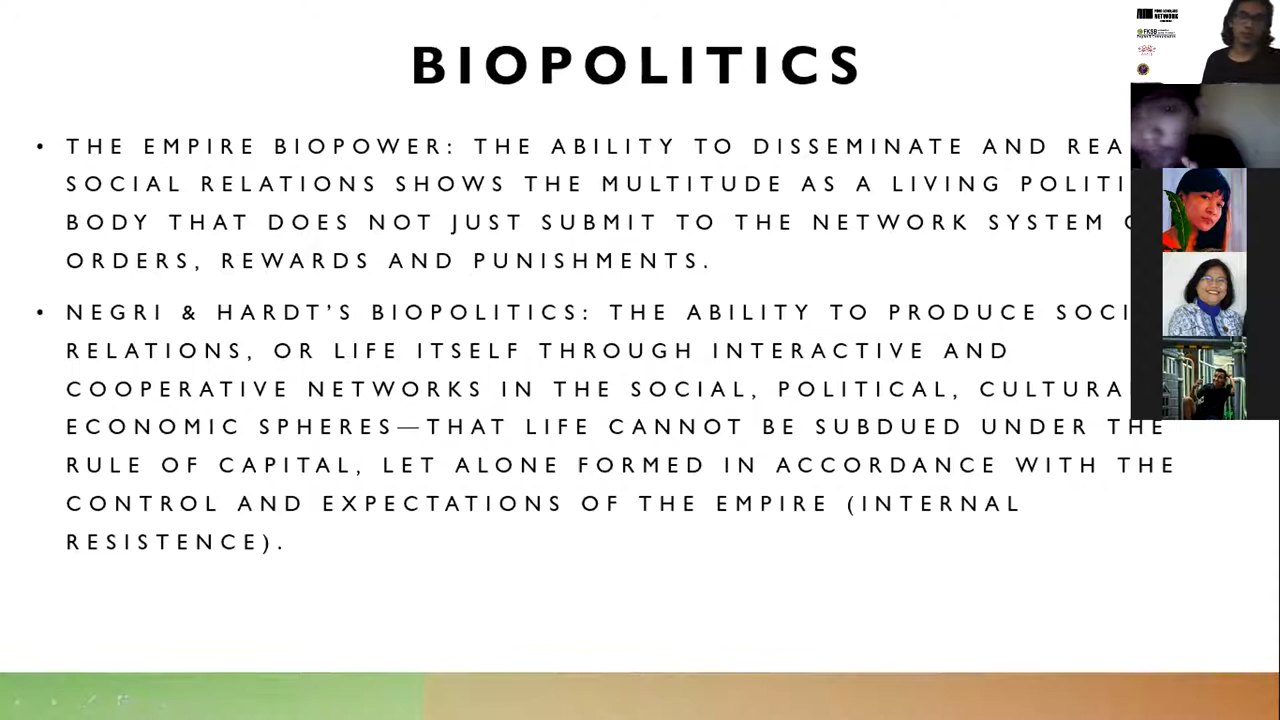 BIOPOLITICS
• THE EMPIRE BIOPOWER: THE ABILITY TO DISSEMINATE AND
SOCIAL RELATIONS SHOWS THE MULTITUDE AS A LIVING
BODY THAT DOES NOT JUST SUBMIT TO THE NETWORK SYSTEM
ORDERS, REWARDS AND PUNISHMENTS.
• NEGRI & HARDT'S BIOPOLITICS: THE ABILITY TO PRODUCE
RELATIONS, OR LIFE ITSELF THROUGH INTERACTIVE AND
COOPERATIVE NETWORKS IN THE SOCIAL, POLITICAL,
ECONOMIC SPHERES—THAT LIFE CANNOT BE SUBDUED UNDER THE
RULE OF CAPITAL, LET ALONE FORMED IN ACCORDANCE WITH THE
CONTROL AND EXPECTATIONS OF THE EMPIRE (INTERNAL
RESISTENCE).
NETWORK
FKSB